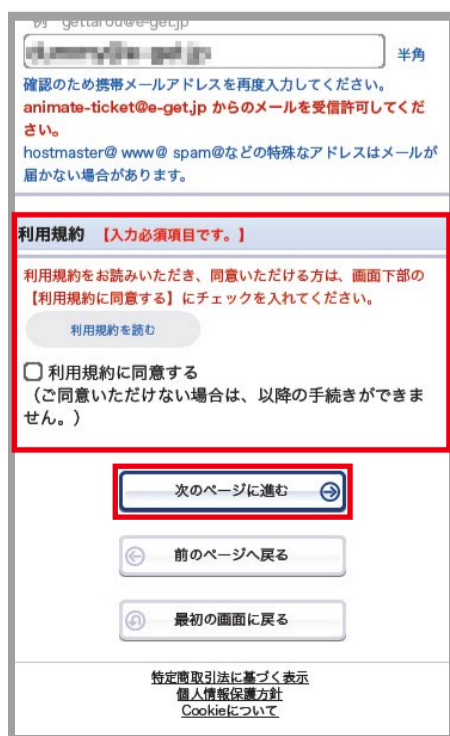 例 gettarou@e-get.jp
半角
確認のため携帯メールアドレスを再度入力してください。
animate-ticket@e-get.jp からのメールを受信許可してくだ
さい。
hostmaster@ www@ spam@などの特殊なアドレスはメールが
届かない場合があります。
利用規約 【入力必須項目です。】
利用規約をお読みいただき、同意いただける方は、画面下部の
【利用規約に同意する】にチェックを入れてください。
利用規約を読む
利用規約に同意する
（ご同意いただけない場合は、以降の手続きができま
せん。）
次のページに進む
前のページへ戻る
最初の画面に戻る
特定商取引法に基づく表示
個人情報保護方針
Cookieについて